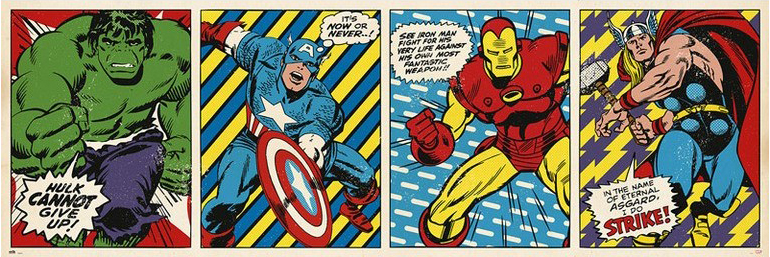 HULK
CANNOT
GIVE
UP!
IT'S
NOW OR
NEVER..!
A
SEE IRON MAN
FIGHT FOR HIS
VERY LIFE AGAINST
HIS OWN MOST
FANTASTIC
WEAPON!!
IN THE NAME
OF ETERNAL
ASGARD,
I DO
STRIKE!